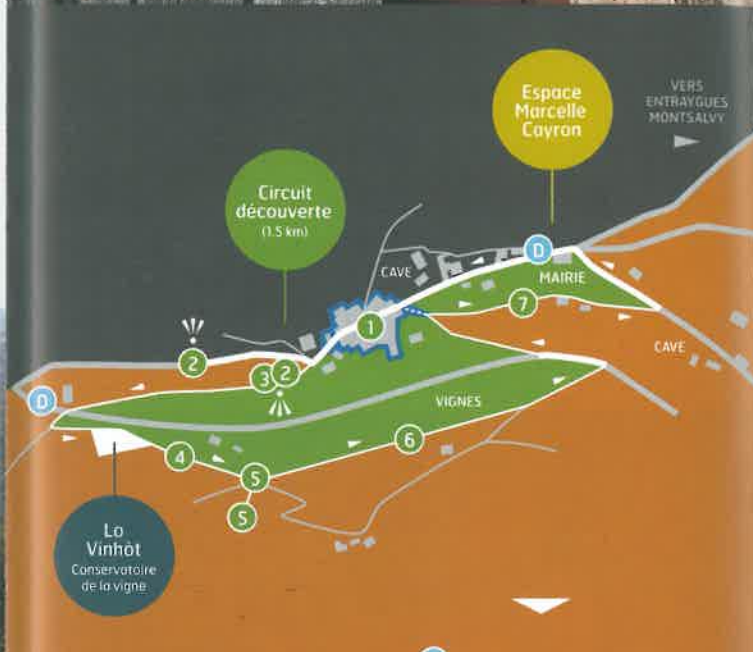 Espace
Marcelle
Cayron
VERS
ENTRAYGUES
MONTSALVY
Circuit
découverte
(1.5 km)
D
CAVE
MAIRIE
1
7
2
3
2
CAVE
D
VIGNES
4
6
5
5
Lo
Vinhòt
Conservatoire
de la vigne